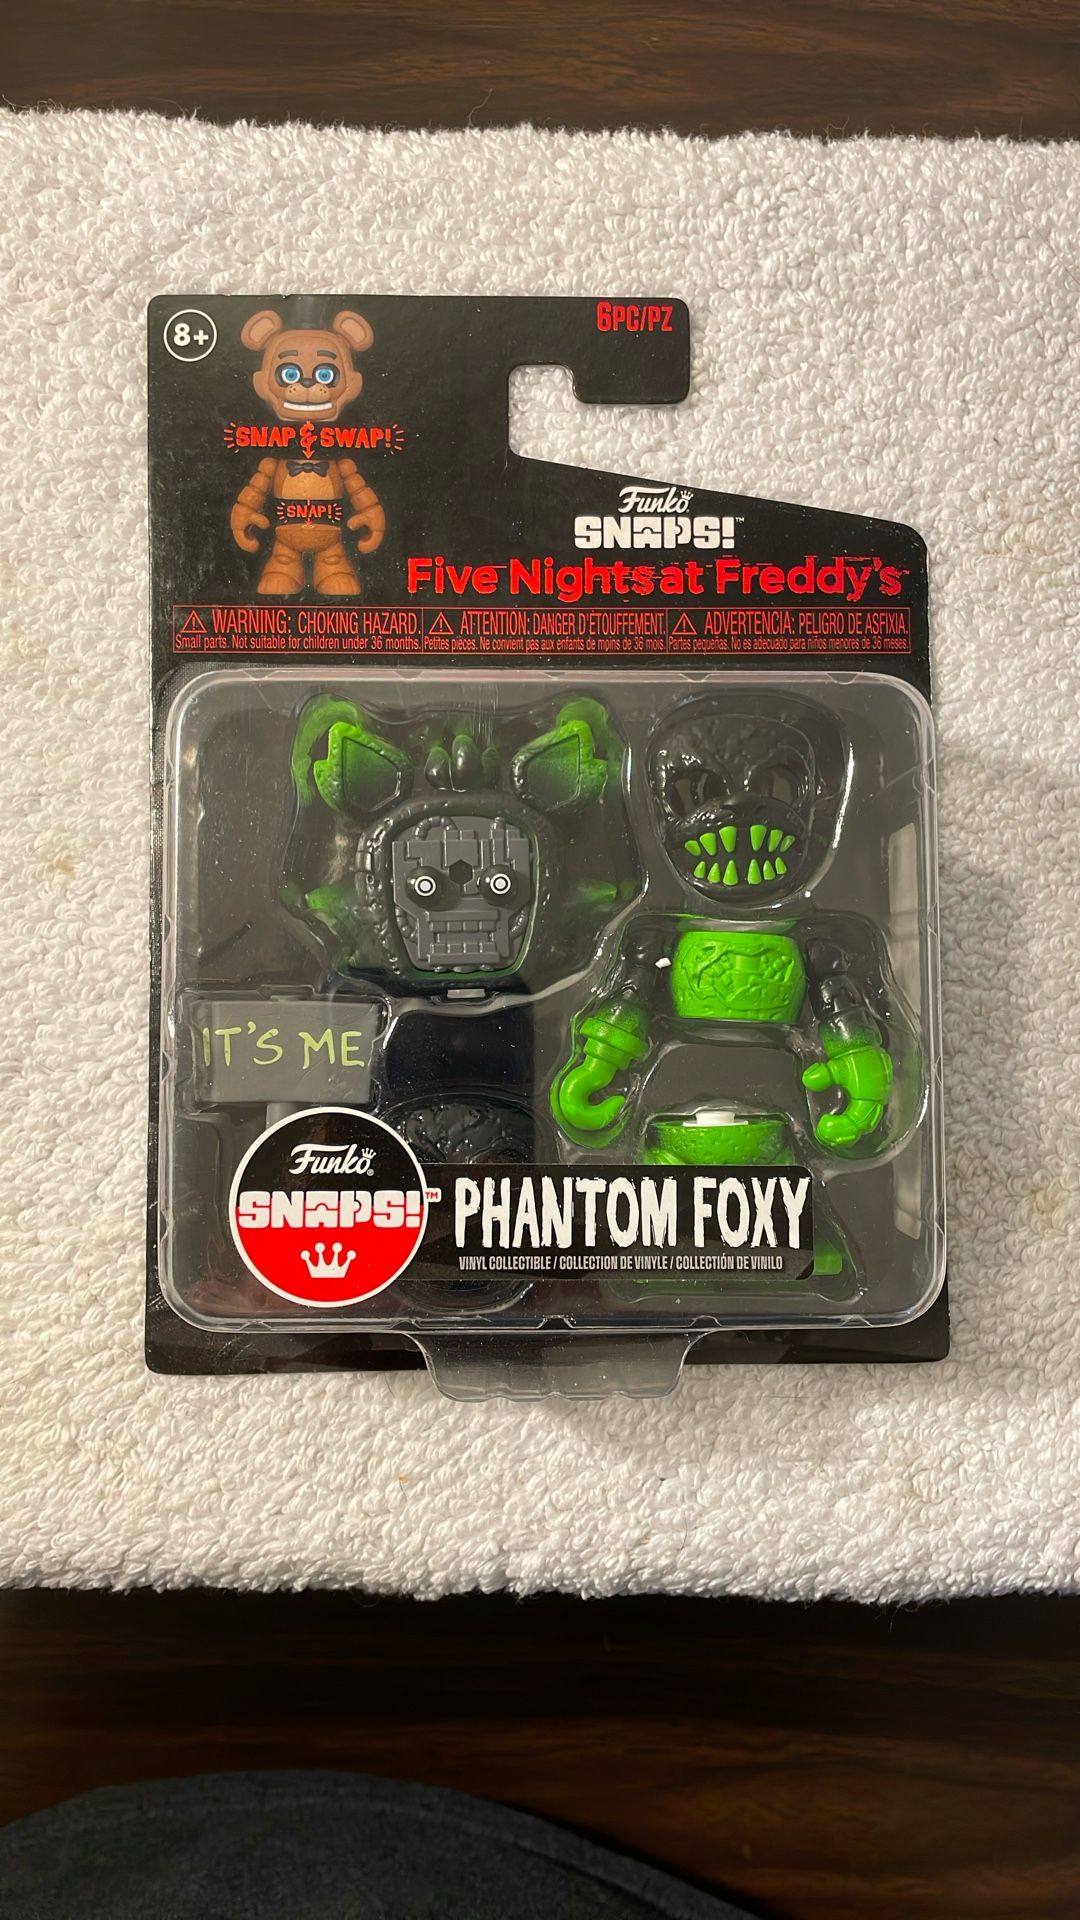 8+
6PC/PZ
SNAP & SWAP!
SNAP!
Funko
SNAPS!™
Five Nights at Freddy's
⚠ WARNING: CHOKING HAZARD.
Small parts. Not suitable for children under 36 months.
⚠ ATTENTION: DANGER D'ÉTOUFFEMENT
Petites pièces. Ne convient pas aux enfants de moins de 36 mois.
⚠ ADVERTENCIA: PELIGRO DE ASFIXIA.
Partes pequeñas. No es adecuado para niños menores de 36 meses.
IT'S ME
Funko®
SNAPS!™
PHANTOM FOXY
VINYL COLLECTIBLE / COLLECTION DE VINYLE / COLLECCIÓN DE VINILO